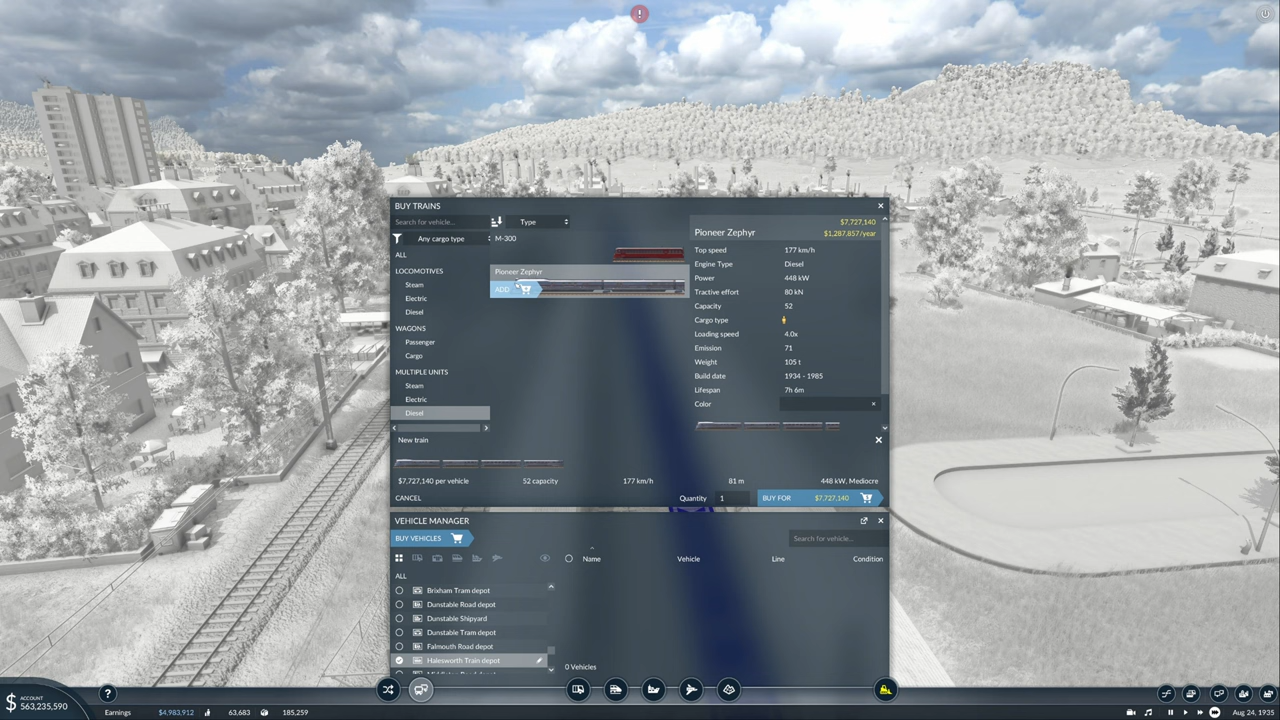 BUY TRAINS
Search for vehicle...
Type
Any cargo type
M-300
ALL
LOCOMOTIVES
Steam
Electric
Diesel
WAGONS
Passenger
Cargo
MULTIPLE UNITS
Steam
Electric
Diesel
Pioneer Zephyr
ADD
$7,727,140
Pioneer Zephyr
$1,287,857/year
Top speed 177 km/h
Engine Type Diesel
Power 448 kW
Tractive effort 80 kN
Capacity 52
Cargo type
Loading speed 4.0x
Emission 71
Weight 105 t
Build date 1934 - 1985
Lifespan 7h 6m
Color
New train
$7,727,140 per vehicle 52 capacity 177 km/h 81 m 448 kW, Mediocre
CANCEL Quantity 1 BUY FOR $7,727,140
VEHICLE MANAGER
BUY VEHICLES Search for vehicle...
Name Vehicle Line Condition
ALL
Brixham Tram depot
Dunstable Road depot
Dunstable Shipyard
Dunstable Tram depot
Falmouth Road depot
Halesworth Train depot
0 Vehicles
$ ACCOUNT
563,235,590
? Earnings $4,983,912 63,683 185,259
Aug 24, 1935